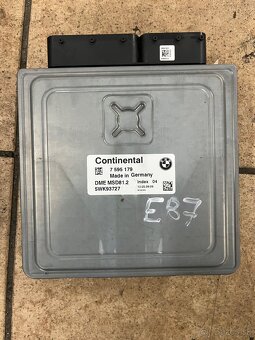 Continental
7 595 179
Made in Germany
DME MSD81.2
Index 04
5WK93727
E87